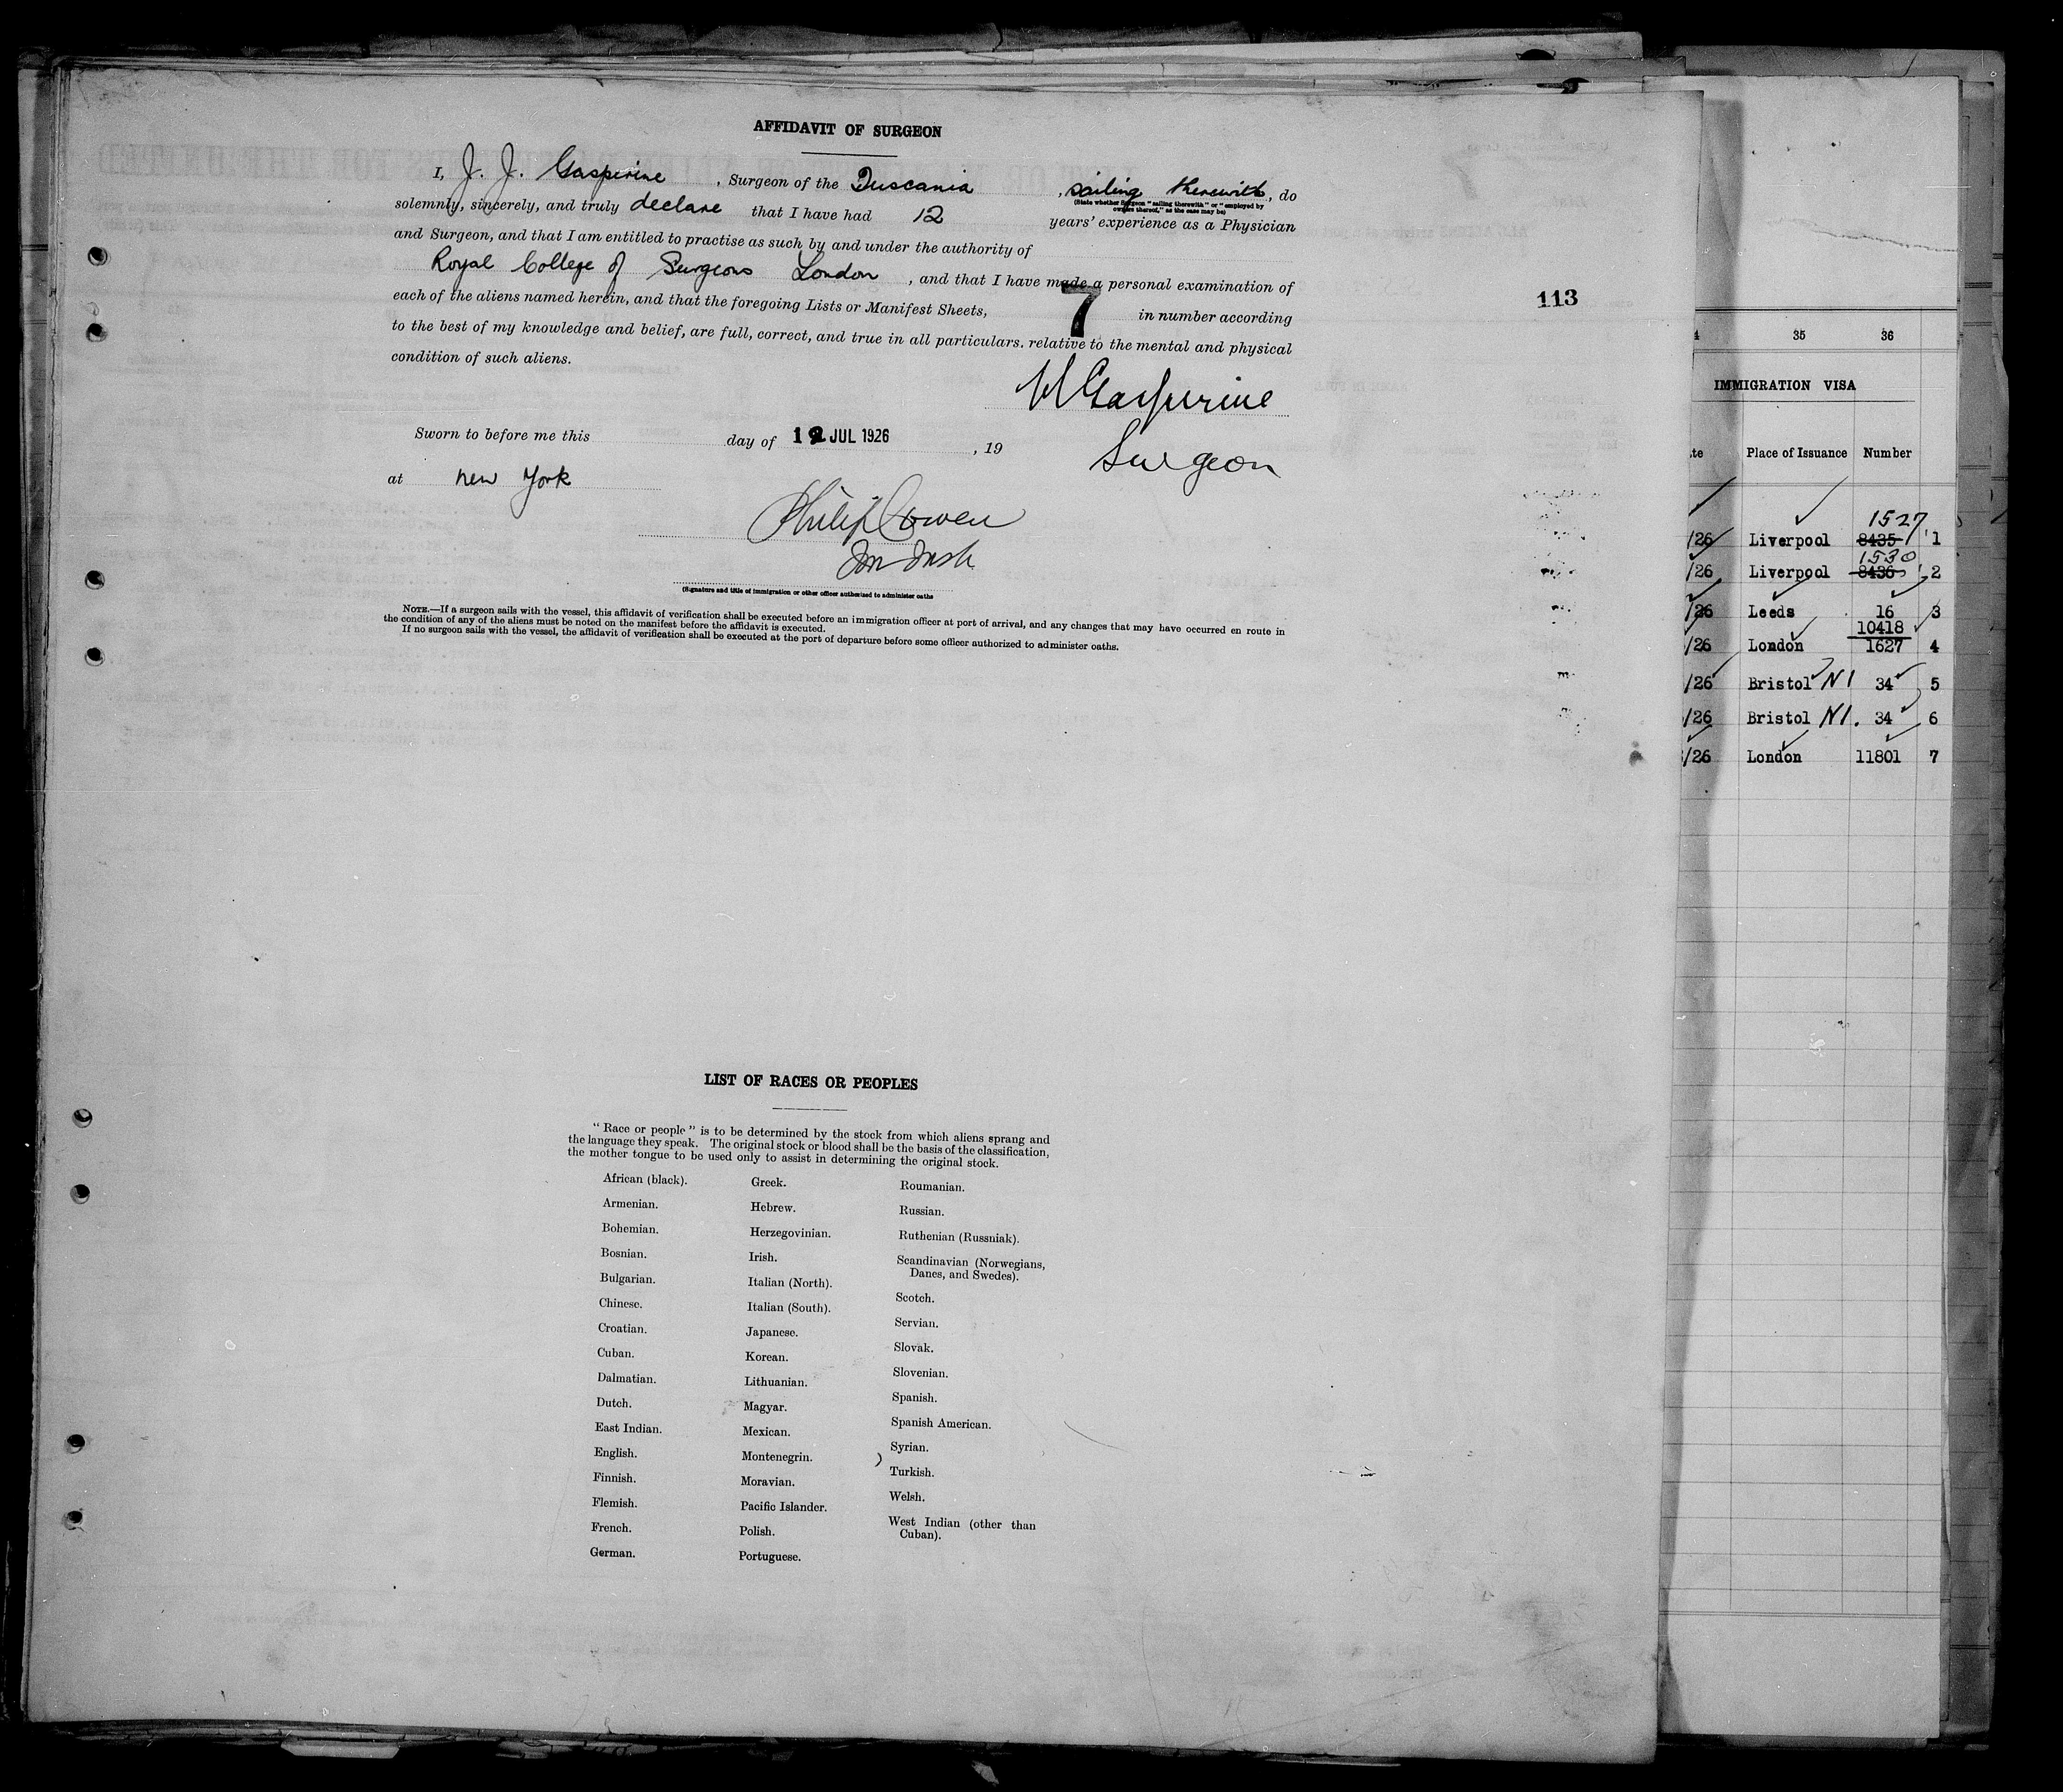 AFFIDAVIT OF SURGEON
I, J. J. Gasperine , Surgeon of the Tuscania , sailing therewith, do
(State whether Surgeon "sailing therewith" or "employed by
owners thereof," as the case may be)
solemnly, sincerely, and truly declare that I have had 12 years' experience as a Physician
and Surgeon, and that I am entitled to practise as such by and under the authority of
Royal College of Surgeons London , and that I have made a personal examination of
each of the aliens named herein, and that the foregoing Lists or Manifest Sheets, 7 in number according
to the best of my knowledge and belief, are full, correct, and true in all particulars. relative to the mental and physical
condition of such aliens.
Gasperine
Surgeon
Sworn to before me this day of 12 JUL 1926 , 19
at New York
Philip Cowen
(Signature and title of immigration or other officer authorized to administer oaths
NOTE.—If a surgeon sails with the vessel, this affidavit of verification shall be executed before an immigration officer at port of arrival, and any changes that may have occurred en route in
the condition of any of the aliens must be noted on the manifest before the affidavit is executed.
If no surgeon sails with the vessel, the affidavit of verification shall be executed at the port of departure before some officer authorized to administer oaths.
113
LIST OF RACES OR PEOPLES
"Race or people" is to be determined by the stock from which aliens sprang and
the language they speak. The original stock or blood shall be the basis of the classification,
the mother tongue to be used only to assist in determining the original stock.
African (black).
Armenian.
Bohemian.
Bosnian.
Bulgarian.
Chinese.
Croatian.
Cuban.
Dalmatian.
Dutch.
East Indian.
English.
Finnish.
Flemish.
French.
German.
Greek.
Hebrew.
Herzegovinian.
Irish.
Italian (North).
Italian (South).
Japanese.
Korean.
Lithuanian.
Magyar.
Mexican.
Montenegrin.
Moravian.
Pacific Islander.
Polish.
Portuguese.
Roumanian.
Russian.
Ruthenian (Russniak).
Scandinavian (Norwegians,
Danes, and Swedes).
Scotch.
Servian.
Slovak.
Slovenian.
Spanish.
Spanish American.
Syrian.
Turkish.
Welsh.
West Indian (other than
Cuban).
35 36
IMMIGRATION VISA
Place of Issuance Number
1527
/26 Liverpool 8435 1
1530
/26 Liverpool 8436 2
/26 Leeds 16 3
10418
/26 London 1627 4
/26 Bristol N1 34 5
/26 Bristol N1. 34 6
/26 London 11801 7